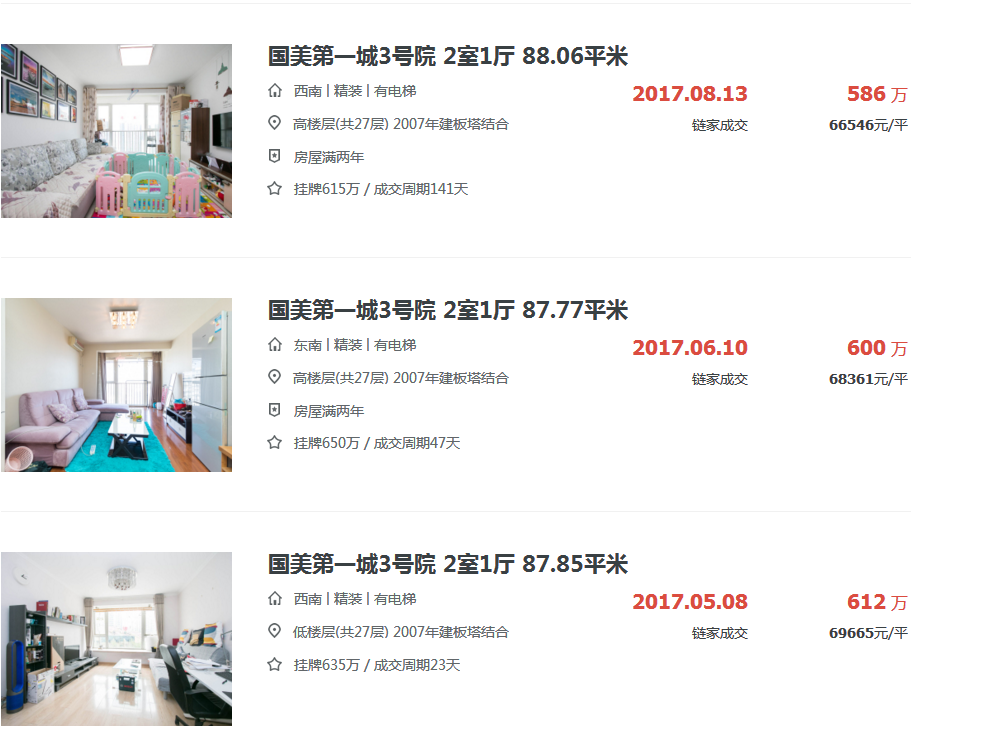 国美第一城3号院 2室1厅 88.06平米
西南 | 精装 | 有电梯
2017.08.13
586 万
高楼层(共27层) 2007年建板塔结合
链家成交
66546元/平
房屋满两年
挂牌615万 / 成交周期141天
国美第一城3号院 2室1厅 87.77平米
东南 | 精装 | 有电梯
2017.06.10
600 万
高楼层(共27层) 2007年建板塔结合
链家成交
68361元/平
房屋满两年
挂牌650万 / 成交周期47天
国美第一城3号院 2室1厅 87.85平米
西南 | 精装 | 有电梯
2017.05.08
612 万
低楼层(共27层) 2007年建板塔结合
链家成交
69665元/平
挂牌635万 / 成交周期23天